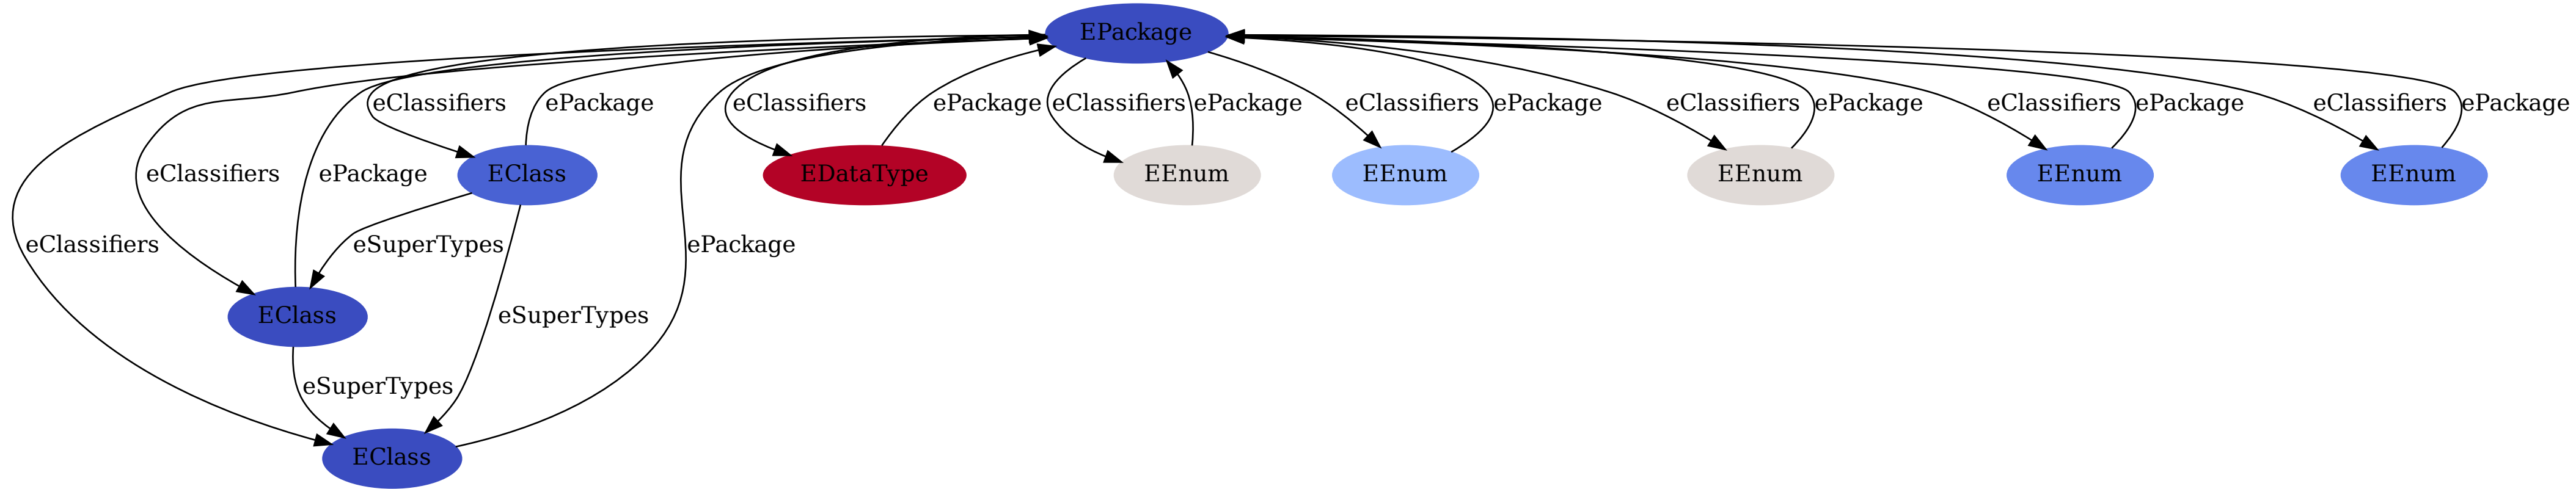 EPackage
eClassifiers
ePackage
eClassifiers
ePackage
eClassifiers
ePackage
eClassifiers
ePackage
eClassifiers
ePackage
eClassifiers
ePackage
eClassifiers
ePackage
eClassifiers
ePackage
EClass
EDataType
EEnum
EEnum
EEnum
EEnum
EEnum
eClassifiers
eSuperTypes
ePackage
EClass
eSuperTypes
eSuperTypes
EClass